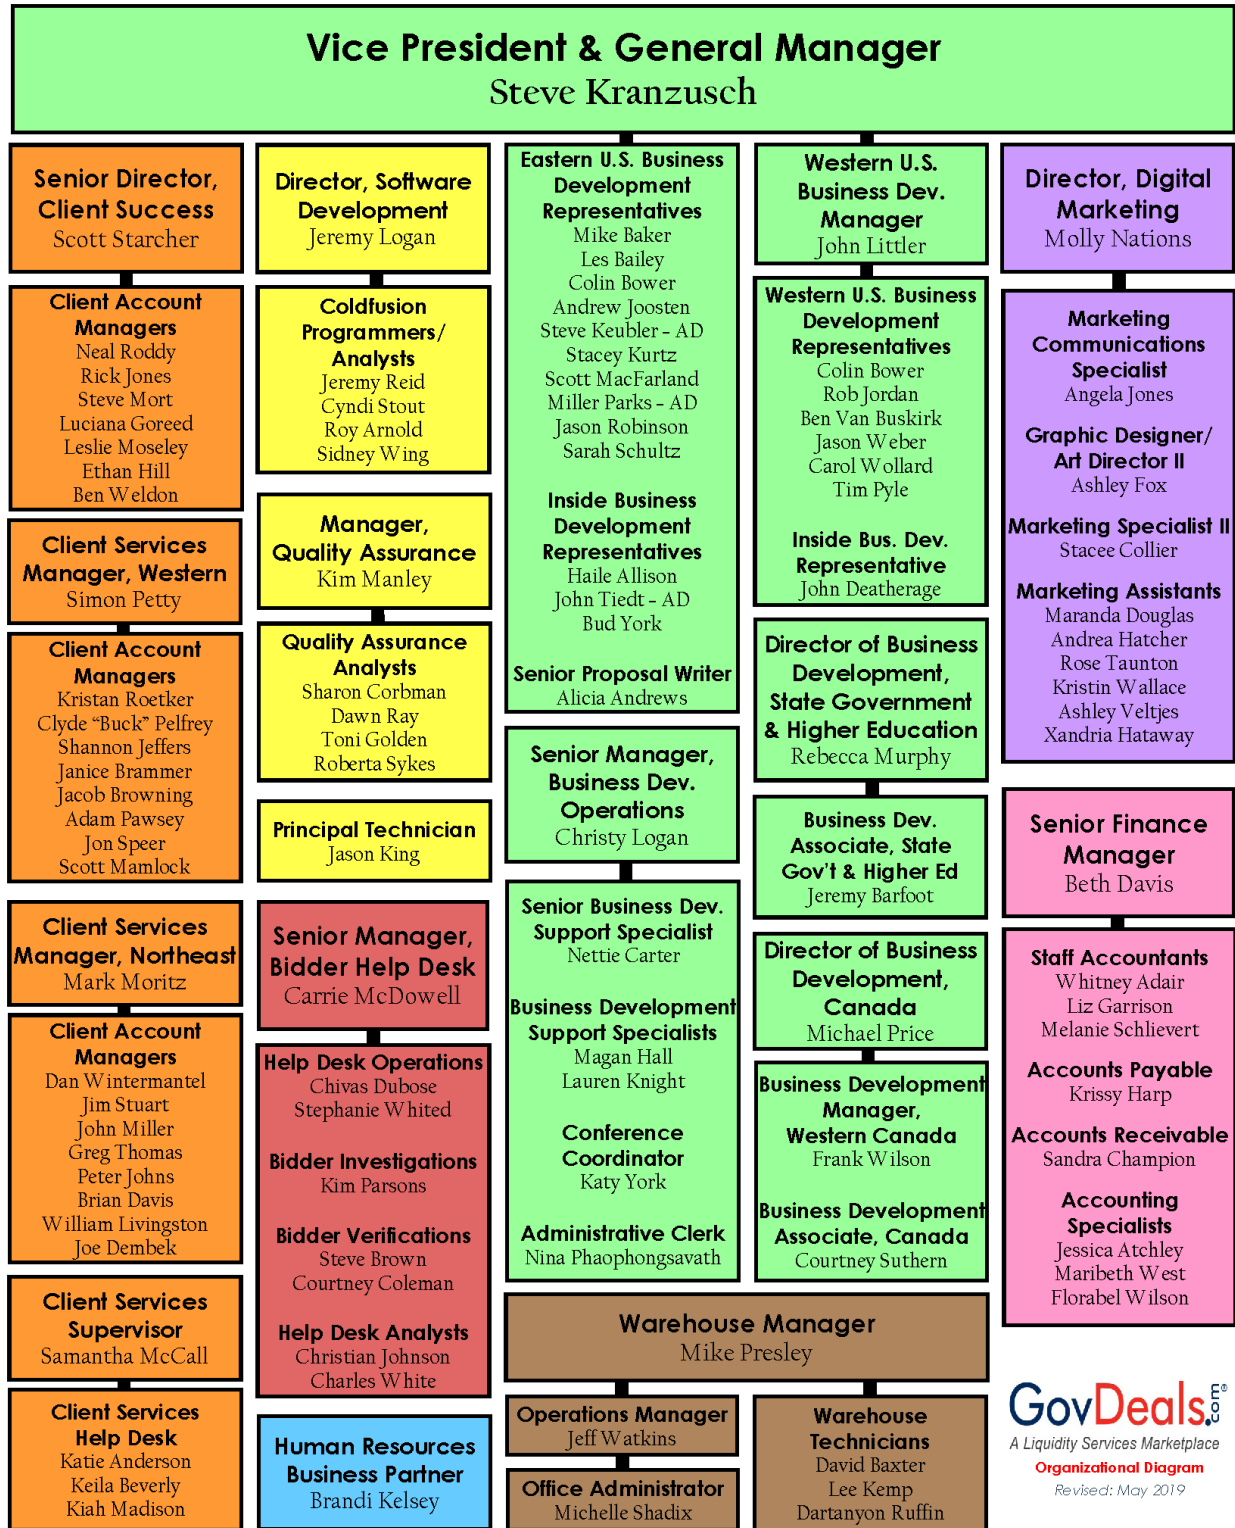 Vice President & General Manager
Steve Kranzusch
Senior Director,
Client Success
Scott Starcher
Client Account
Managers
Neal Roddy
Rick Jones
Steve Mort
Luciana Goreed
Leslie Moseley
Ethan Hill
Ben Weldon
Client Services
Manager, Western
Simon Petty
Client Account
Managers
Kristan Roetker
Clyde “Buck” Pelfrey
Shannon Jeffers
Janice Brammer
Jacob Browning
Adam Pawsey
Jon Speer
Scott Mamlock
Client Services
Manager, Northeast
Mark Moritz
Client Account
Managers
Dan Wintermantel
Jim Stuart
John Miller
Greg Thomas
Peter Johns
Brian Davis
William Livingston
Joe Dembek
Client Services
Supervisor
Samantha McCall
Client Services
Help Desk
Katie Anderson
Keila Beverly
Kiah Madison
Director, Software
Development
Jeremy Logan
Coldfusion
Programmers/
Analysts
Jeremy Reid
Cyndi Stout
Roy Arnold
Sidney Wing
Manager,
Quality Assurance
Kim Manley
Quality Assurance
Analysts
Sharon Corbman
Dawn Ray
Toni Golden
Roberta Sykes
Principal Technician
Jason King
Senior Manager,
Bidder Help Desk
Carrie McDowell
Help Desk Operations
Chivas Dubose
Stephanie Whited
Bidder Investigations
Kim Parsons
Bidder Verifications
Steve Brown
Courtney Coleman
Help Desk Analysts
Christian Johnson
Charles White
Human Resources
Business Partner
Brandi Kelsey
Eastern U.S. Business
Development
Representatives
Mike Baker
Les Bailey
Colin Bower
Andrew Joosten
Steve Keubler – AD
Stacey Kurtz
Scott MacFarland
Miller Parks – AD
Jason Robinson
Sarah Schultz
Inside Business
Development
Representatives
Haile Allison
John Tiedt – AD
Bud York
Senior Proposal Writer
Alicia Andrews
Senior Manager,
Business Dev.
Operations
Christy Logan
Senior Business Dev.
Support Specialist
Nettie Carter
Business Development
Support Specialists
Magan Hall
Lauren Knight
Conference
Coordinator
Katy York
Administrative Clerk
Nina Phaophongsavath
Western U.S.
Business Dev.
Manager
John Littler
Western U.S. Business
Development
Representatives
Colin Bower
Rob Jordan
Ben Van Buskirk
Jason Weber
Carol Wollard
Tim Pyle
Inside Bus. Dev.
Representative
John Deatherage
Director of Business
Development,
State Government
& Higher Education
Rebecca Murphy
Business Dev.
Associate, State
Gov’t & Higher Ed
Jeremy Barfoot
Director of Business
Development,
Canada
Michael Price
Business Development
Manager,
Western Canada
Frank Wilson
Business Development
Associate, Canada
Courtney Suthern
Warehouse Manager
Mike Presley
Operations Manager
Jeff Watkins
Office Administrator
Michelle Shadix
Warehouse
Technicians
David Baxter
Lee Kemp
Dartanyon Ruffin
Director, Digital
Marketing
Molly Nations
Marketing
Communications
Specialist
Angela Jones
Graphic Designer/
Art Director II
Ashley Fox
Marketing Specialist II
Stacee Collier
Marketing Assistants
Maranda Douglas
Andrea Hatcher
Rose Taunton
Kristin Wallace
Ashley Veltjes
Xandria Hataway
Senior Finance
Manager
Beth Davis
Staff Accountants
Whitney Adair
Liz Garrison
Melanie Schlievert
Accounts Payable
Krissy Harp
Accounts Receivable
Sandra Champion
Accounting
Specialists
Jessica Atchley
Maribeth West
Florabel Wilson
GovDeals.com®
A Liquidity Services Marketplace
Organizational Diagram
Revised: May 2019